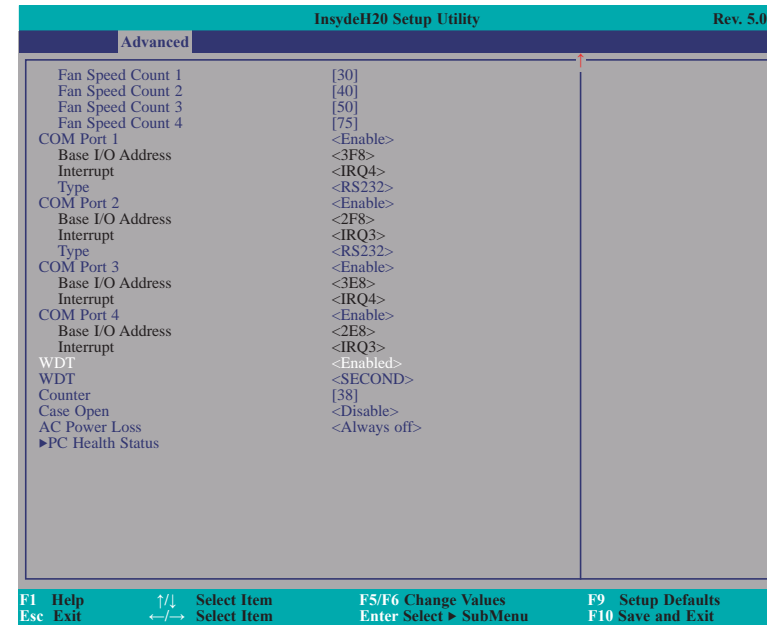 InsydeH20 Setup Utility Rev. 5.0
Advanced
↑
Fan Speed Count 1 [30]
Fan Speed Count 2 [40]
Fan Speed Count 3 [50]
Fan Speed Count 4 [75]
COM Port 1 <Enable>
Base I/O Address <3F8>
Interrupt <IRQ4>
Type <RS232>
COM Port 2 <Enable>
Base I/O Address <2F8>
Interrupt <IRQ3>
Type <RS232>
COM Port 3 <Enable>
Base I/O Address <3E8>
Interrupt <IRQ4>
COM Port 4 <Enable>
Base I/O Address <2E8>
Interrupt <IRQ3>
WDT <Enabled>
WDT <SECOND>
Counter [38]
Case Open <Disable>
AC Power Loss <Always off>
▶PC Health Status
F1 Help ↑/↓ Select Item F5/F6 Change Values F9 Setup Defaults
Esc Exit ←/→ Select Item Enter Select ▶ SubMenu F10 Save and Exit